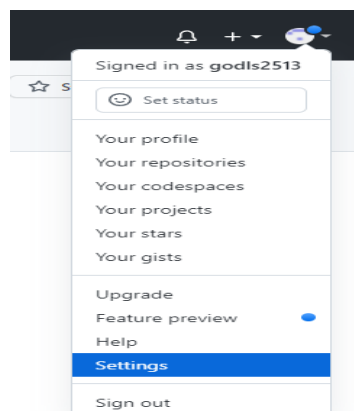 Signed in as godls2513
S
Set status
Your profile
Your repositories
Your codespaces
Your projects
Your stars
Your gists
Upgrade
Feature preview
Help
Settings
Sign out